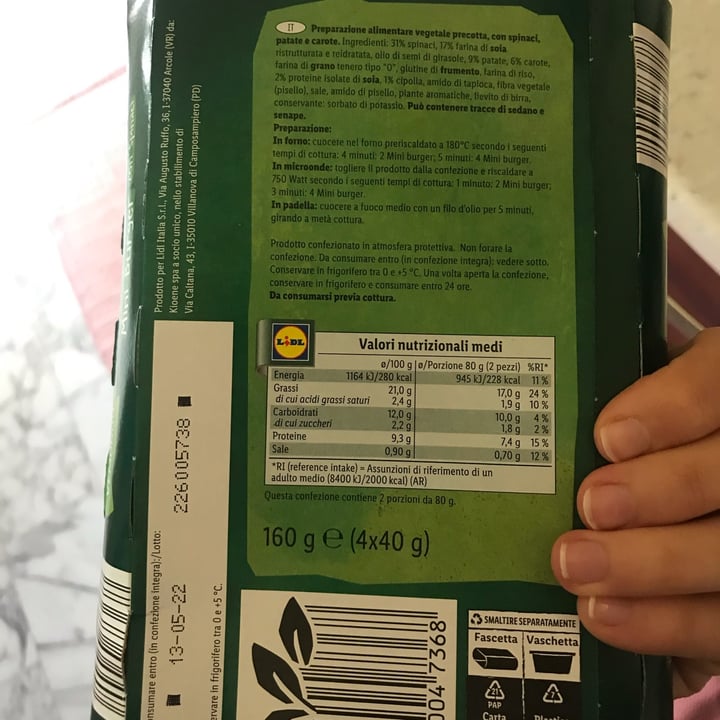 IT Preparazione alimentare vegetale precotta, con spinaci,
patate e carote. Ingredienti: 31% spinaci, 17% farina di soia
ristrutturata e reidratata, olio di semi di girasole, 9% patate, 6% carote,
farina di grano tenero tipo "0", glutine di frumento, farina di riso,
2% proteine isolate di soia, 1% cipolla, amido di tapioca, fibra vegetale
(pisello), sale, amido di pisello, piante aromatiche, lievito di birra,
conservante: sorbato di potassio. Può contenere tracce di sedano e
senape.
Preparazione:
In forno: cuocere nel forno preriscaldato a 180°C secondo i seguenti
tempi di cottura: 4 minuti: 2 Mini burger; 5 minuti: 4 Mini burger.
In microonde: togliere il prodotto dalla confezione e riscaldare a
750 Watt secondo i seguenti tempi di cottura: 1 minuto: 2 Mini burger;
3 minuti: 4 Mini burger.
In padella: cuocere a fuoco medio con un filo d'olio per 5 minuti,
girando a metà cottura.
Prodotto confezionato in atmosfera protettiva. Non forare la
confezione. Da consumare entro (in confezione integra): vedere sotto.
Conservare in frigorifero tra 0 e +5 °C. Una volta aperta la confezione,
conservare in frigorifero e consumare entro 24 ore.
Da consumarsi previa cottura.
LIDL Valori nutrizionali medi
ø/100 g ø/Porzione 80 g (2 pezzi) %RI*
Energia 1164 kJ/280 kcal 945 kJ/228 kcal 11 %
Grassi 21,0 g 17,0 g 24 %
di cui acidi grassi saturi 2,4 g 1,9 g 10 %
Carboidrati 12,0 g 10,0 g 4 %
di cui zuccheri 2,2 g 1,8 g 2 %
Proteine 9,3 g 7,4 g 15 %
Sale 0,90 g 0,70 g 12 %
*RI (reference intake) = Assunzioni di riferimento di un
adulto medio (8400 kJ/2000 kcal) (AR)
Questa confezione contiene 2 porzioni da 80 g.
160 g e (4x40 g)
Prodotto per Lidl Italia S.r.l., Via Augusto Ruffo, 36, I-37040 Arcole (VR) da:
Kioene spa a socio unico, nello stabilimento di
Via Caltana, 43, I-35010 Villanova di Camposampiero (PD)
nsumare entro (in confezione integra):/Lotto:
13-05-22 226005738
rvare in frigorifero tra 0 e +5 °C.
004 7368
SMALTIRE SEPARATAMENTE
Fascetta Vaschetta
21 7
PAP
Carta